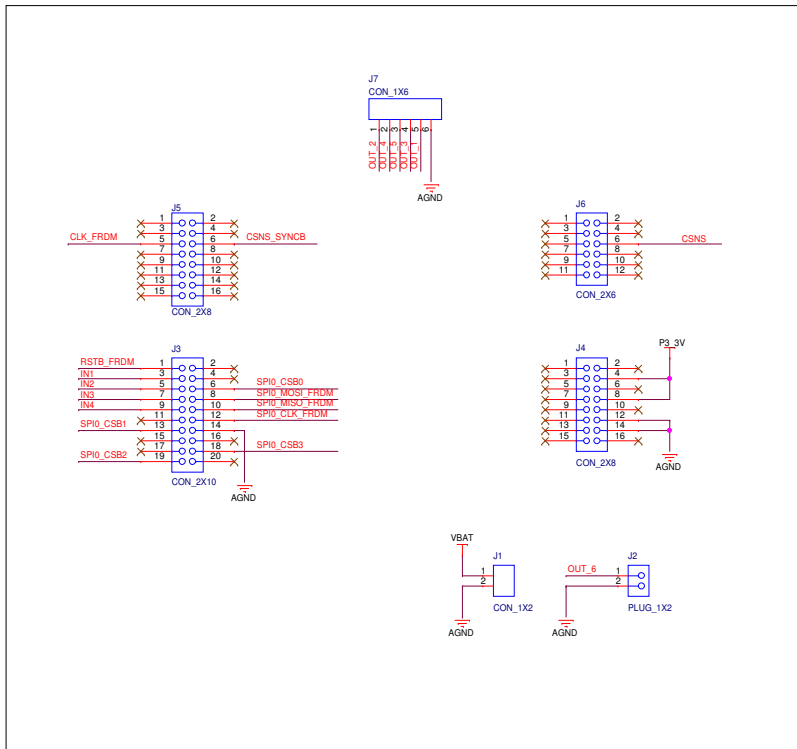 J7
CON_1X6
1 2 3 4 5 6
OUT_2 OUT_4 OUT_5 OUT_3 OUT_1
AGND
J5
1 2
3 4
CLK_FRDM 5 6 CSNS_SYNCB
7 8
9 10
11 12
13 14
15 16
CON_2X8
J6
1 2
3 4
5 6 CSNS
7 8
9 10
11 12
CON_2X6
J3
RSTB_FRDM 1 2
IN1 3 4
IN2 5 6 SPI0_CSB0
IN3 7 8 SPI0_MOSI_FRDM
IN4 9 10 SPI0_MISO_FRDM
11 12 SPI0_CLK_FRDM
SPI0_CSB1 13 14
15 16
17 18 SPI0_CSB3
SPI0_CSB2 19 20
CON_2X10
AGND
J4
P3_3V
1 2
3 4
5 6
7 8
9 10
11 12
13 14
15 16
CON_2X8
AGND
VBAT
J1
1
2
CON_1X2
AGND
J2
OUT_6 1
2
PLUG_1X2
AGND